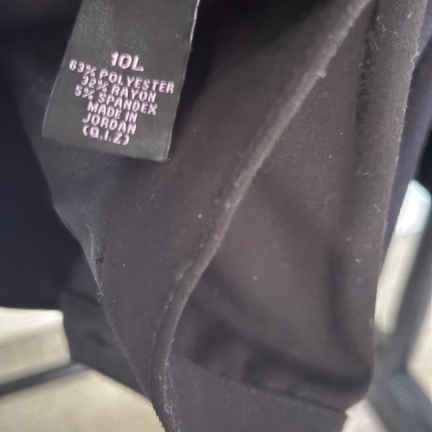 10L
63% POLYESTER
32% RAYON
5% SPANDEX
MADE IN
JORDAN
(Q.I.Z)